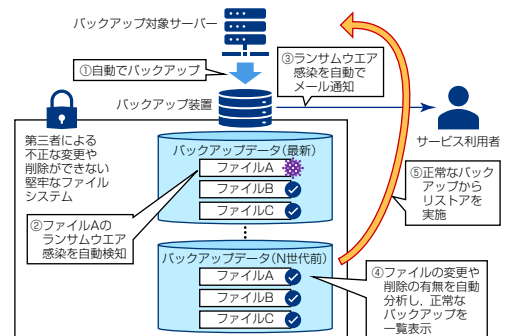 バックアップ対象サーバー
①自動でバックアップ
③ランサムウエア
感染を自動で
メール通知
バックアップ装置
サービス利用者
第三者による
不正な変更や
削除ができない
堅牢なファイル
システム
バックアップデータ(最新)
ファイルA
ファイルB
ファイルC
②ファイルAの
ランサムウエア
感染を自動検知
⑤正常なバック
アップから
リストアを
実施
バックアップデータ(N世代前)
ファイルA
ファイルB
ファイルC
④ファイルの変更や
削除の有無を自動
分析し,正常な
バックアップを
一覧表示